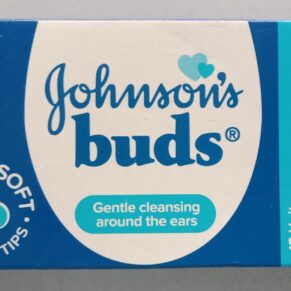 Johnson's
buds®
Gentle cleansing
around the ears
SOFT
TIPS